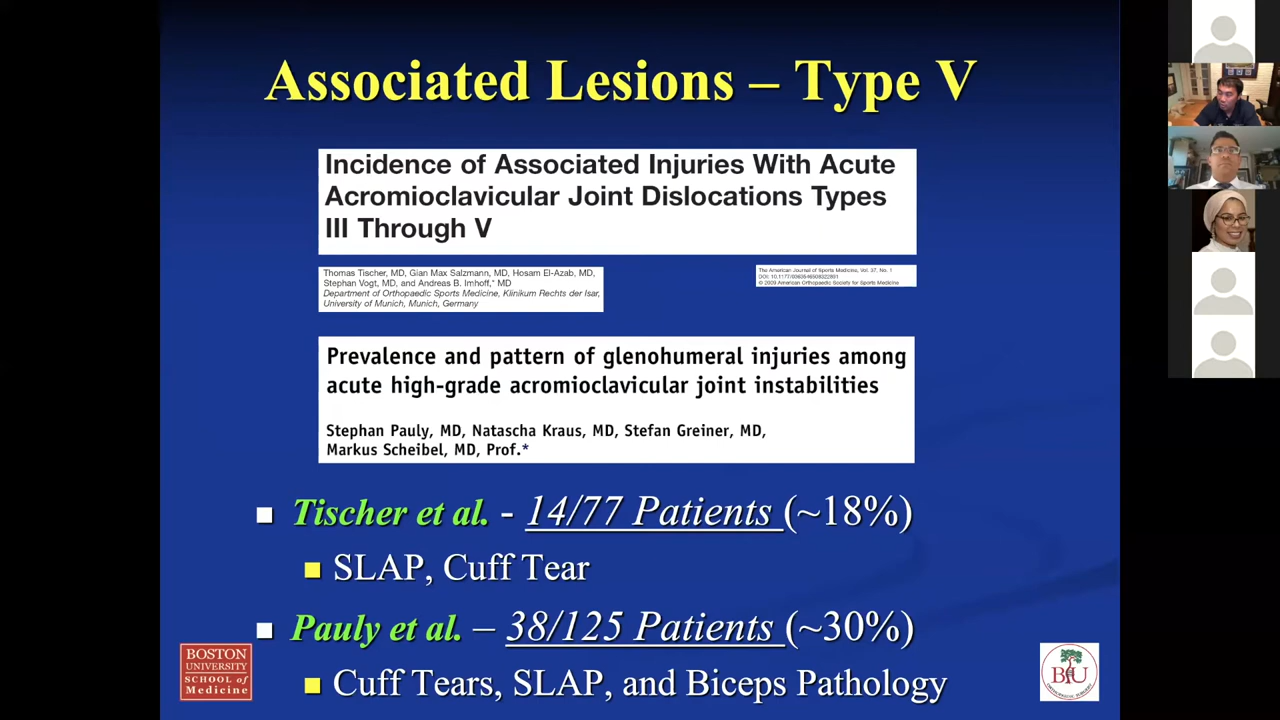 Associated Lesions – Type V
Incidence of Associated Injuries With Acute
Acromioclavicular Joint Dislocations Types
III Through V
Thomas Tischer, MD, Gian Max Salzmann, MD, Hosam El-Azab, MD,
Stephan Vogt, MD, and Andreas B. Imhoff,* MD
Department of Orthopaedic Sports Medicine, Klinikum Rechts der Isar,
University of Munich, Munich, Germany
The American Journal of Sports Medicine, Vol. 37, No. 1
DOI: 10.1177/0363546508322891
© 2009 American Orthopaedic Society for Sports Medicine
Prevalence and pattern of glenohumeral injuries among
acute high-grade acromioclavicular joint instabilities
Stephan Pauly, MD, Natascha Kraus, MD, Stefan Greiner, MD,
Markus Scheibel, MD, Prof.*
Tischer et al. - 14/77 Patients (~18%)
SLAP, Cuff Tear
Pauly et al. – 38/125 Patients (~30%)
Cuff Tears, SLAP, and Biceps Pathology
BOSTON
UNIVERSITY
SCHOOL of
Medicine
BU